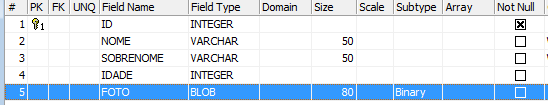 # PK FK UNQ Field Name Field Type Domain Size Scale Subtype Array Not Null
1 1 ID INTEGER
2 NOME VARCHAR 50
3 SOBRENOME VARCHAR 50
4 IDADE INTEGER
5 FOTO BLOB 80 Binary